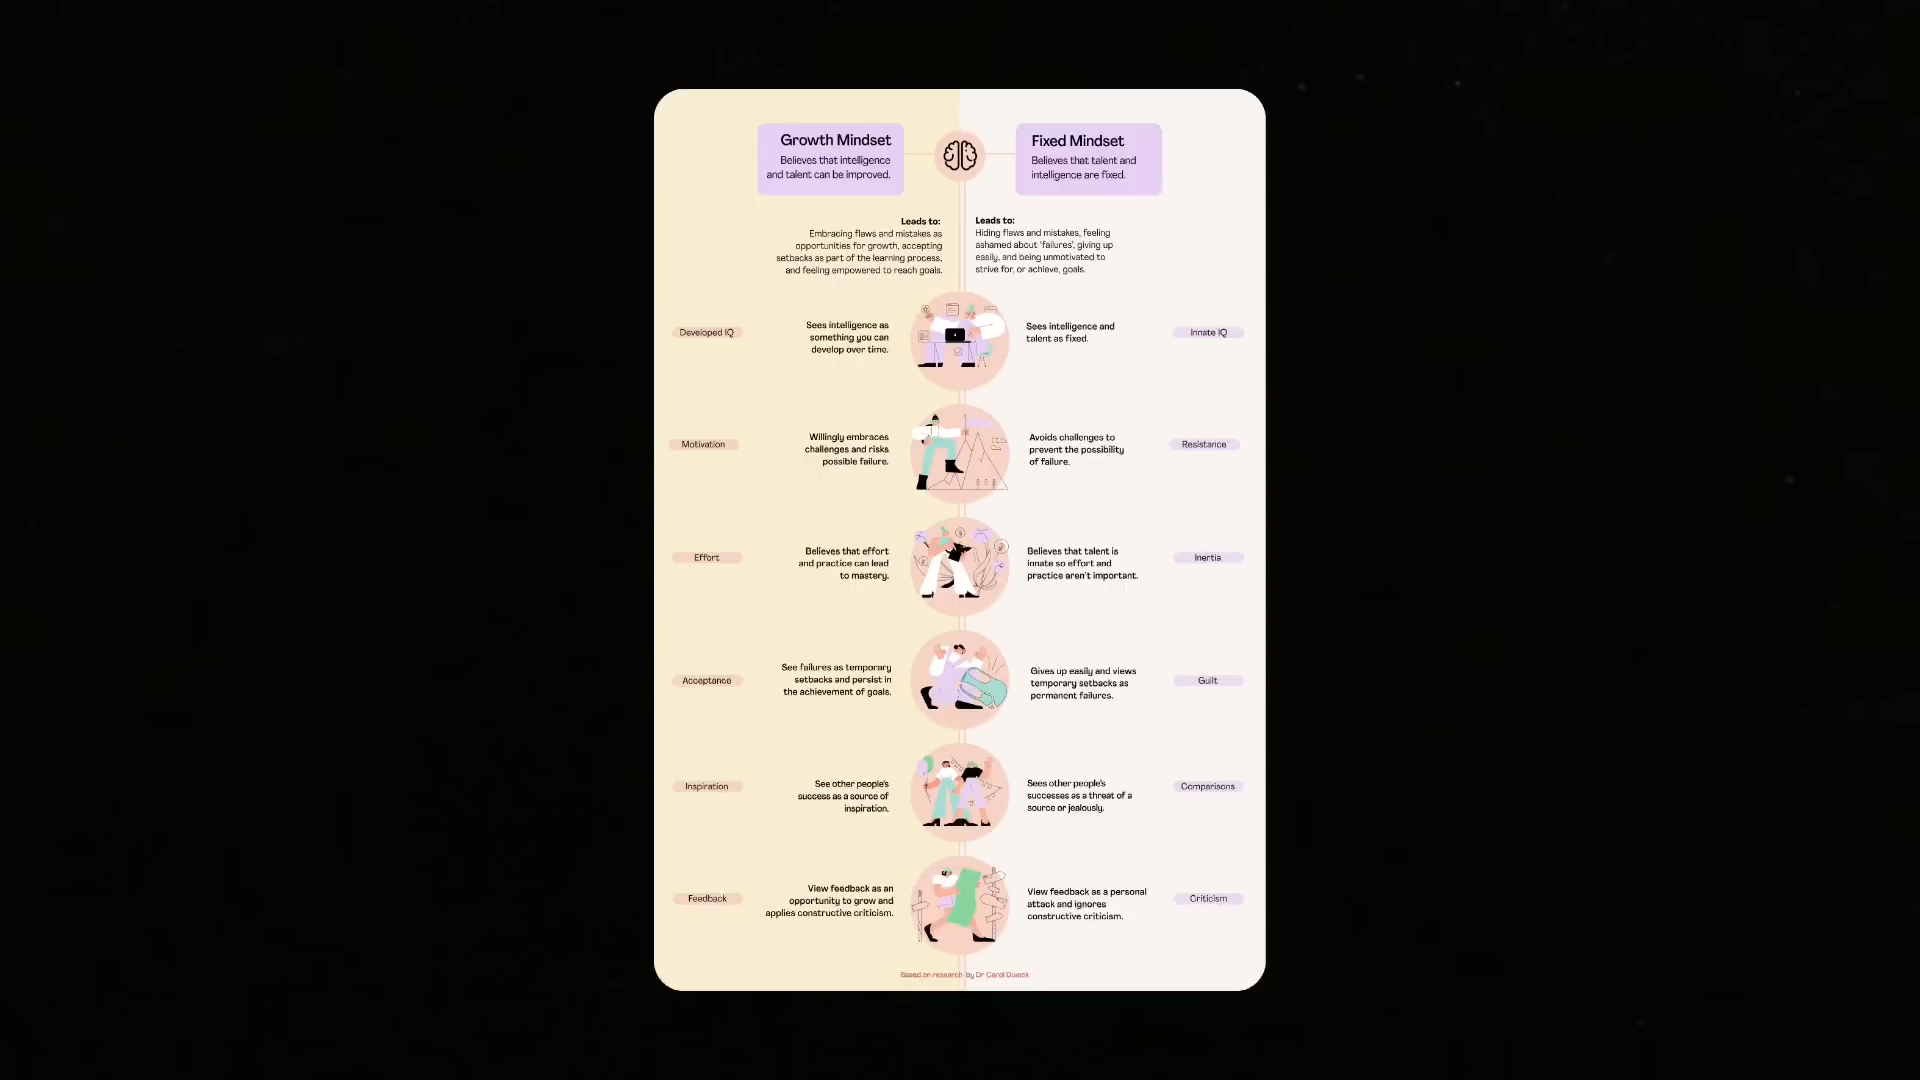 Growth Mindset
Believes that intelligence
and talent can be improved.
Fixed Mindset
Believes that talent and
intelligence are fixed.
Leads to:
Embracing flaws and mistakes as
opportunities for growth, accepting
setbacks as part of the learning process,
and feeling empowered to reach goals.
Leads to:
Hiding flaws and mistakes, feeling
ashamed about 'failures', giving up
easily, and being unmotivated to
strive for, or achieve, goals.
Developed IQ
Sees intelligence as
something you can
develop over time.
Sees intelligence and
talent as fixed.
Innate IQ
Motivation
Willingly embraces
challenges and risks
possible failure.
Avoids challenges to
prevent the possibility
of failure.
Resistance
Effort
Believes that effort
and practice can lead
to mastery.
Believes that talent is
innate so effort and
practice aren't important.
Inertia
Acceptance
See failures as temporary
setbacks and persist in
the achievement of goals.
Gives up easily and views
temporary setbacks as
permanent failures.
Guilt
Inspiration
See other people's
success as a source of
inspiration.
Sees other people's
successes as a threat of a
source or jealously.
Comparisons
Feedback
View feedback as an
opportunity to grow and
applies constructive criticism.
View feedback as a personal
attack and ignores
constructive criticism.
Criticism
Based on research by Dr Carol Dweck